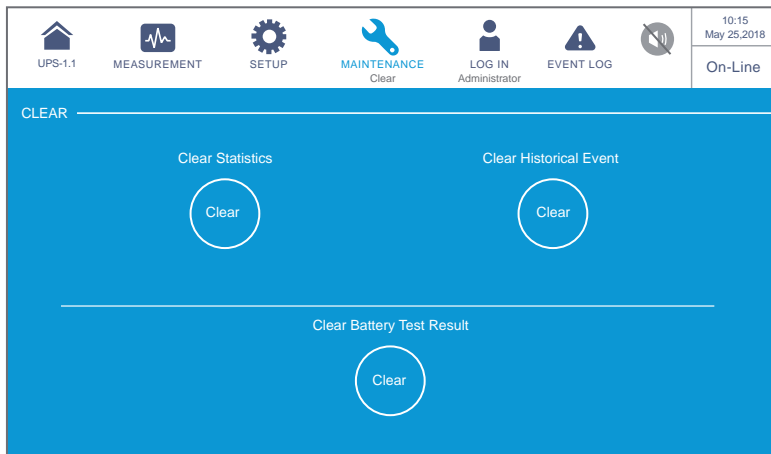 UPS-1.1
MEASUREMENT
SETUP
MAINTENANCE
Clear
LOG IN
Administrator
EVENT LOG
10:15
May 25,2018
On-Line
CLEAR
Clear Statistics
Clear Historical Event
Clear
Clear
Clear Battery Test Result
Clear